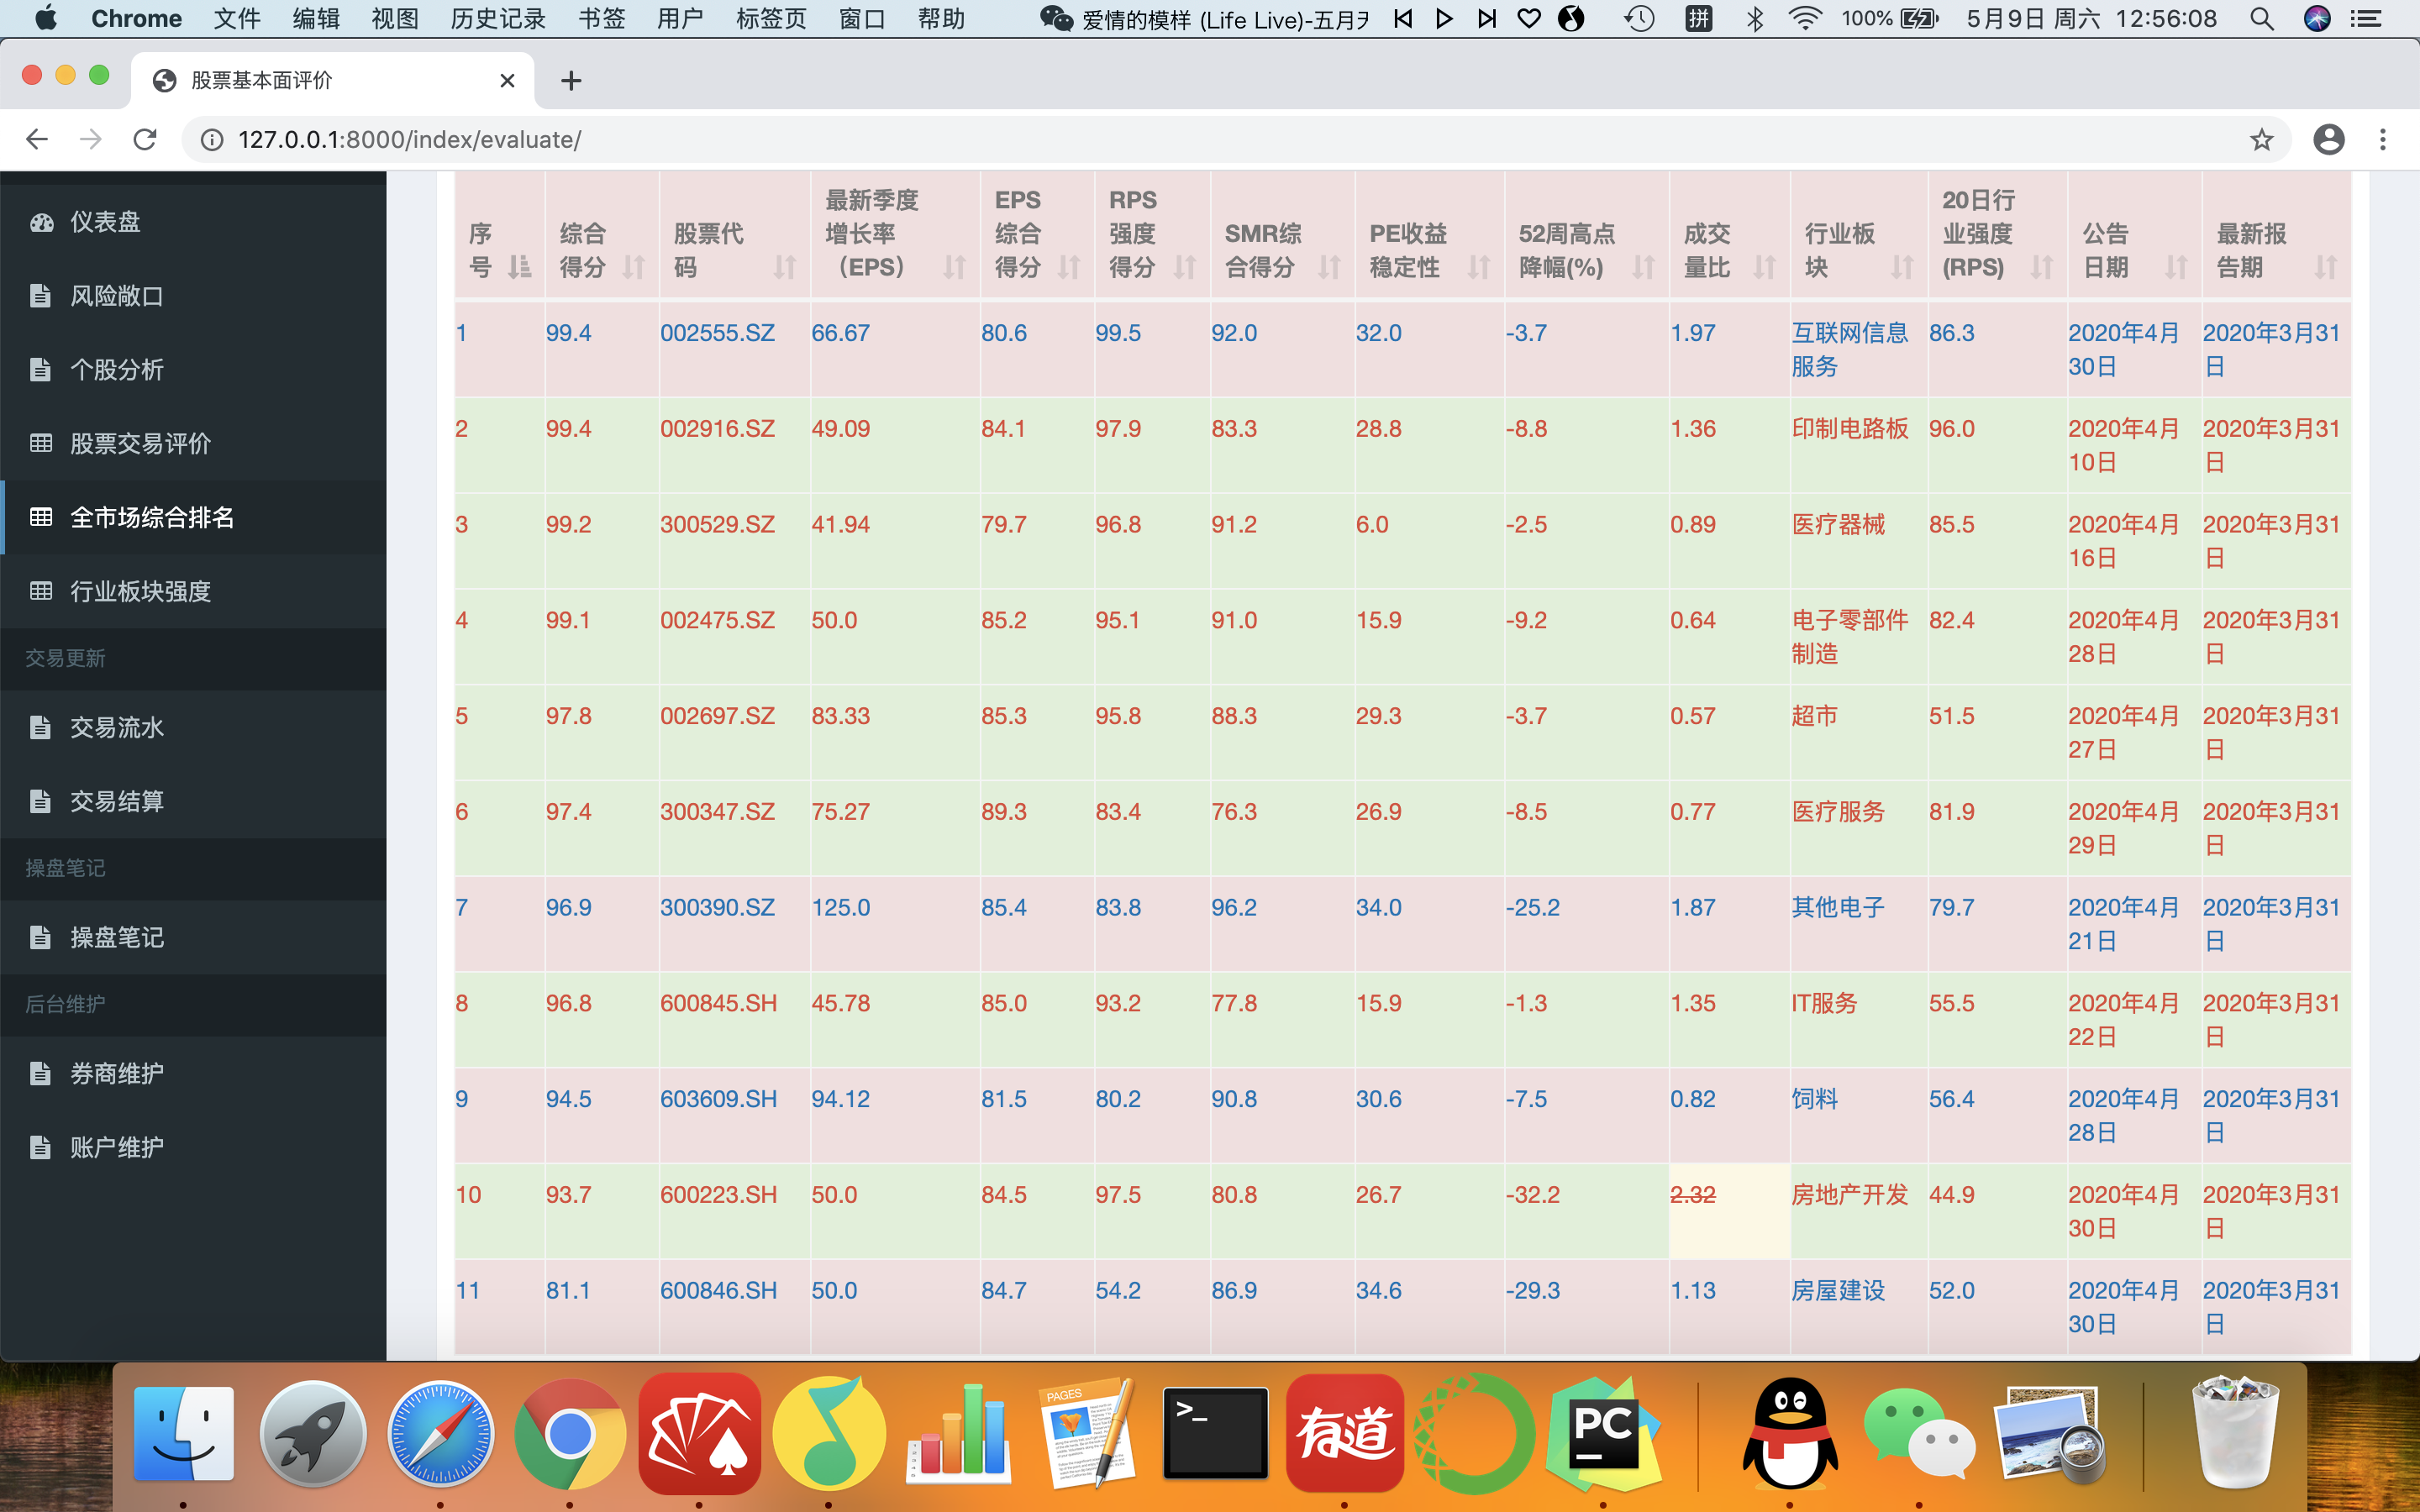 Chrome 文件 编辑 视图 历史记录 书签 用户 标签页 窗口 帮助 爱情的模样 (Life Live)-五月天 拼 100% 5月9日 周六 12:56:08
股票基本面评价
127.0.0.1:8000/index/evaluate/
仪表盘
风险敞口
个股分析
股票交易评价
全市场综合排名
行业板块强度
交易更新
交易流水
交易结算
操盘笔记
操盘笔记
后台维护
券商维护
账户维护
序号 综合得分 股票代码 最新季度增长率（EPS） EPS综合得分 RPS强度得分 SMR综合得分 PE收益稳定性 52周高点降幅(%) 成交量比 行业板块 20日行业强度(RPS) 公告日期 最新报告期
1 99.4 002555.SZ 66.67 80.6 99.5 92.0 32.0 -3.7 1.97 互联网信息服务 86.3 2020年4月30日 2020年3月31日
2 99.4 002916.SZ 49.09 84.1 97.9 83.3 28.8 -8.8 1.36 印制电路板 96.0 2020年4月10日 2020年3月31日
3 99.2 300529.SZ 41.94 79.7 96.8 91.2 6.0 -2.5 0.89 医疗器械 85.5 2020年4月16日 2020年3月31日
4 99.1 002475.SZ 50.0 85.2 95.1 91.0 15.9 -9.2 0.64 电子零部件制造 82.4 2020年4月28日 2020年3月31日
5 97.8 002697.SZ 83.33 85.3 95.8 88.3 29.3 -3.7 0.57 超市 51.5 2020年4月27日 2020年3月31日
6 97.4 300347.SZ 75.27 89.3 83.4 76.3 26.9 -8.5 0.77 医疗服务 81.9 2020年4月29日 2020年3月31日
7 96.9 300390.SZ 125.0 85.4 83.8 96.2 34.0 -25.2 1.87 其他电子 79.7 2020年4月21日 2020年3月31日
8 96.8 600845.SH 45.78 85.0 93.2 77.8 15.9 -1.3 1.35 IT服务 55.5 2020年4月22日 2020年3月31日
9 94.5 603609.SH 94.12 81.5 80.2 90.8 30.6 -7.5 0.82 饲料 56.4 2020年4月28日 2020年3月31日
10 93.7 600223.SH 50.0 84.5 97.5 80.8 26.7 -32.2 2.32 房地产开发 44.9 2020年4月30日 2020年3月31日
11 81.1 600846.SH 50.0 84.7 54.2 86.9 34.6 -29.3 1.13 房屋建设 52.0 2020年4月30日 2020年3月31日
PAGES
>_
有道
PC